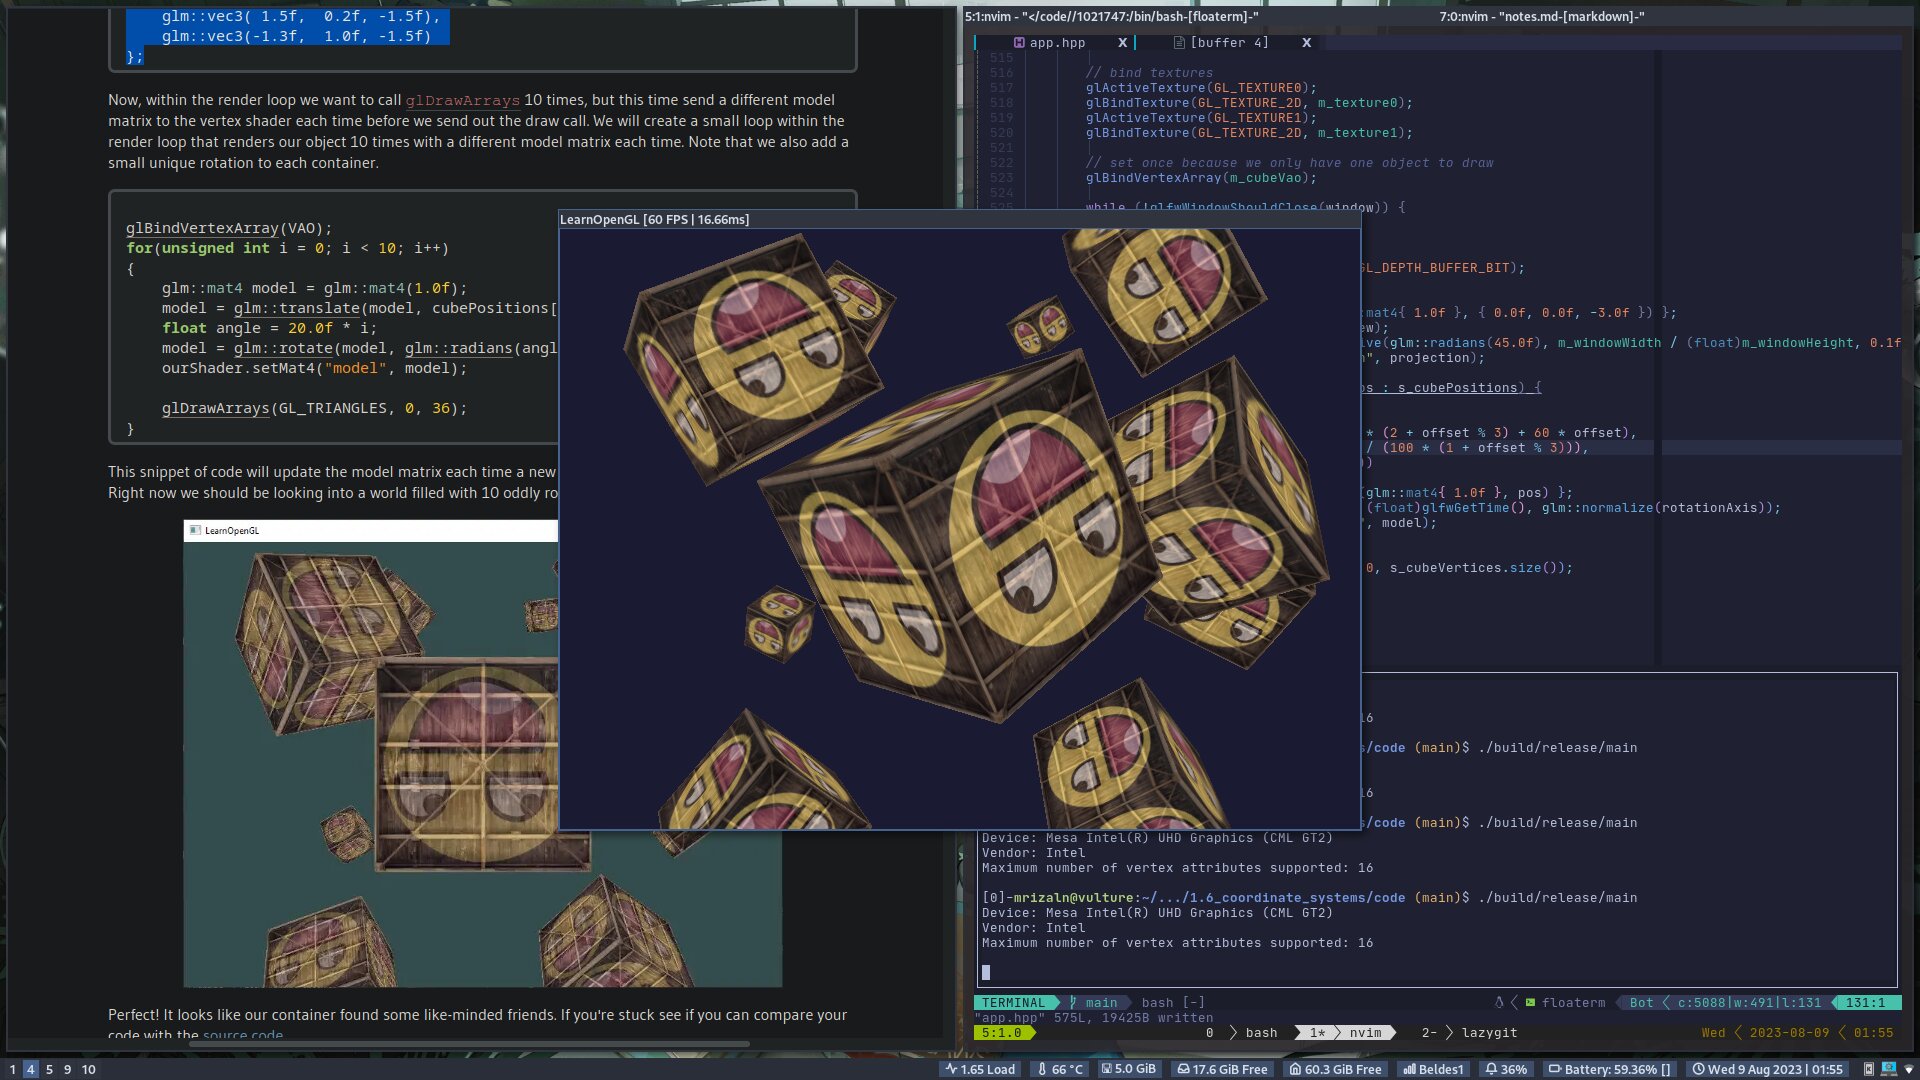 glm::vec3( 1.5f,  0.2f, -1.5f),
glm::vec3(-1.3f,  1.0f, -1.5f)
};
Now, within the render loop we want to call glDrawArrays 10 times, but this time send a different model
matrix to the vertex shader each time before we send out the draw call. We will create a small loop within the
render loop that renders our object 10 times with a different model matrix each time. Note that we also add a
small unique rotation to each container.
glBindVertexArray(VAO);
for(unsigned int i = 0; i < 10; i++)
{
glm::mat4 model = glm::mat4(1.0f);
model = glm::translate(model, cubePositions[
float angle = 20.0f * i;
model = glm::rotate(model, glm::radians(angl
ourShader.setMat4("model", model);
glDrawArrays(GL_TRIANGLES, 0, 36);
}
This snippet of code will update the model matrix each time a new
Right now we should be looking into a world filled with 10 oddly ro
LearnOpenGL
Perfect! It looks like our container found some like-minded friends. If you're stuck see if you can compare your
code with the source code
LearnOpenGL [60 FPS | 16.66ms]
5:1:nvim - "</code//1021747:/bin/bash-[floaterm]-"
7:0:nvim - "notes.md-[markdown]-"
app.hpp X [buffer 4] X
515
516 // bind textures
517 glActiveTexture(GL_TEXTURE0);
518 glBindTexture(GL_TEXTURE_2D, m_texture0);
519 glActiveTexture(GL_TEXTURE1);
520 glBindTexture(GL_TEXTURE_2D, m_texture1);
521
522 // set once because we only have one object to draw
523 glBindVertexArray(m_cubeVao);
524
525 while (!glfwWindowShouldClose(window)) {
GL_DEPTH_BUFFER_BIT);
mat4{ 1.0f }, { 0.0f, 0.0f, -3.0f }) };
ew);
ive(glm::radians(45.0f), m_windowWidth / (float)m_windowHeight, 0.1f
", projection);
os : s_cubePositions) {
* (2 + offset % 3) + 60 * offset),
/ (100 * (1 + offset % 3))),
))
(glm::mat4{ 1.0f }, pos) };
(float)glfwGetTime(), glm::normalize(rotationAxis));
", model);
0, s_cubeVertices.size());
16
s/code (main)$ ./build/release/main
16
s/code (main)$ ./build/release/main
Device: Mesa Intel(R) UHD Graphics (CML GT2)
Vendor: Intel
Maximum number of vertex attributes supported: 16
[0]-mrizaln@vulture:~/.../1.6_coordinate_systems/code (main)$ ./build/release/main
Device: Mesa Intel(R) UHD Graphics (CML GT2)
Vendor: Intel
Maximum number of vertex attributes supported: 16
TERMINAL main bash [-] floaterm Bot c:5088|w:491|l:131 131:1
"app.hpp" 575L, 19425B written
5:1.0 0 bash 1* nvim 2- lazygit Wed 2023-08-09 01:55
1 4 5 9 10 1.65 Load 66 °C 5.0 GiB 17.6 GiB Free 60.3 GiB Free Beldes1 36% Battery: 59.36% [] Wed 9 Aug 2023 | 01:55